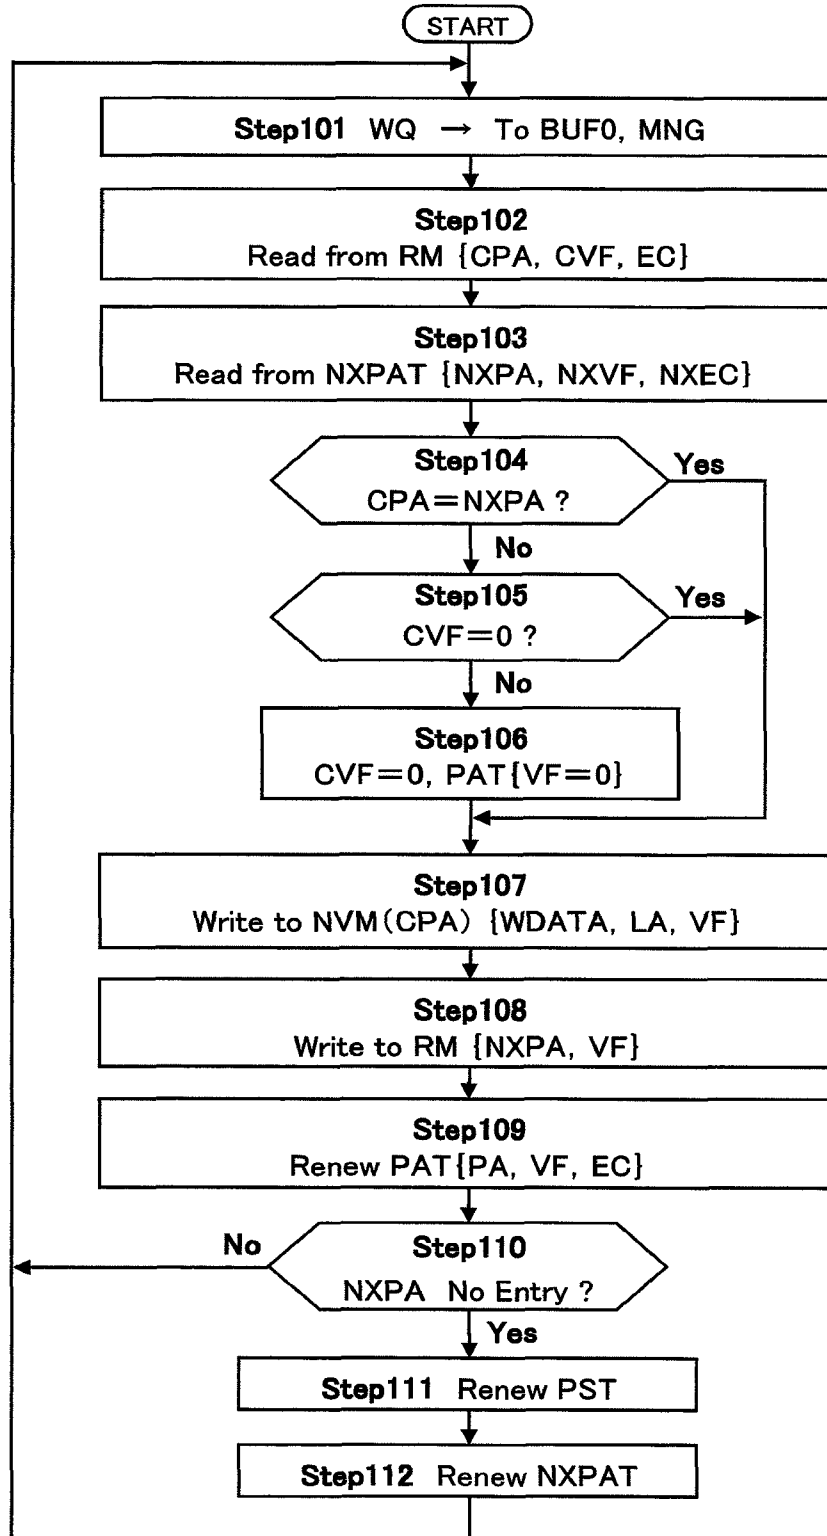 START
Step101 WQ → To BUF0, MNG
Step102
Read from RM {CPA, CVF, EC}
Step103
Read from NXPAT {NXPA, NXVF, NXEC}
Step104
CPA=NXPA ?
Yes
No
Step105
CVF=0 ?
Yes
No
Step106
CVF=0, PAT{VF=0}
Step107
Write to NVM(CPA) {WDATA, LA, VF}
Step108
Write to RM {NXPA, VF}
Step109
Renew PAT{PA, VF, EC}
No
Step110
NXPA No Entry ?
Yes
Step111 Renew PST
Step112 Renew NXPAT